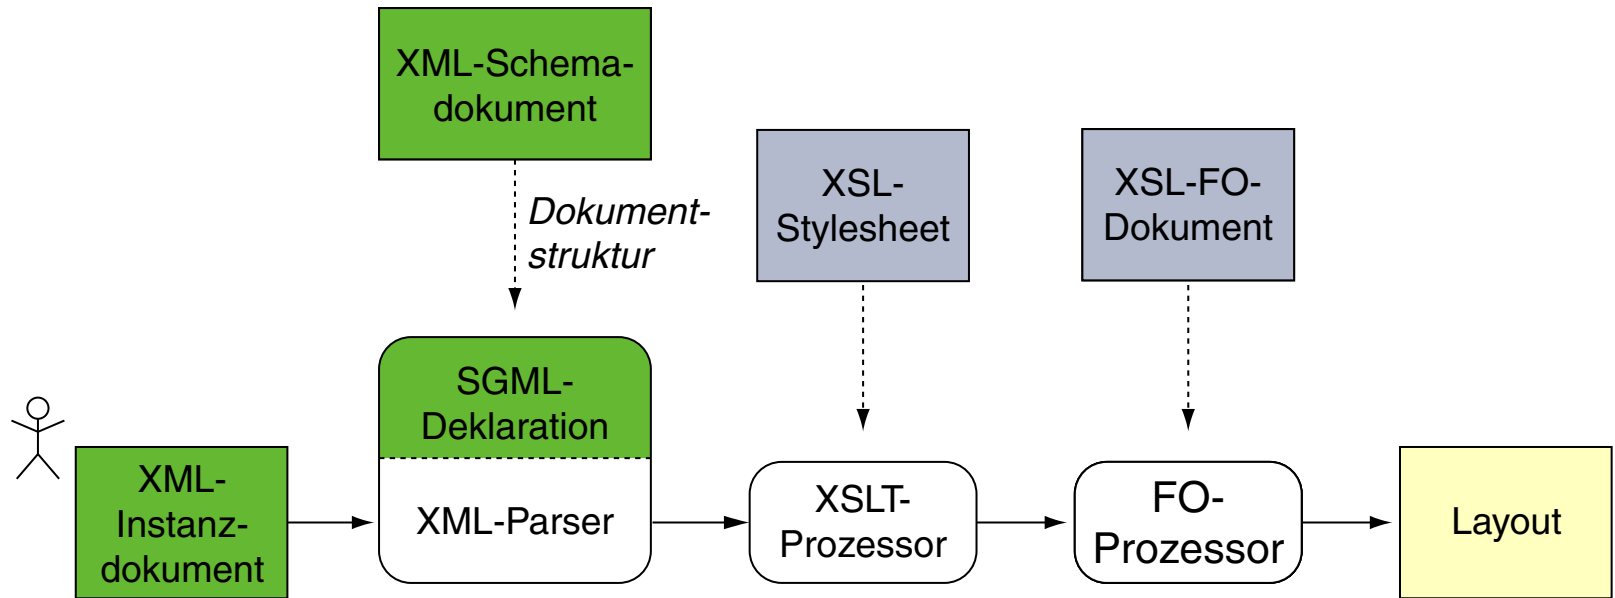 XML-Schema-
dokument
XSL-
Stylesheet
XSL-FO-
Dokument
Dokument-
struktur
SGML-
Deklaration
XML-
Instanz-
dokument
XML-Parser
XSLT-
Prozessor
FO-
Prozessor
Layout